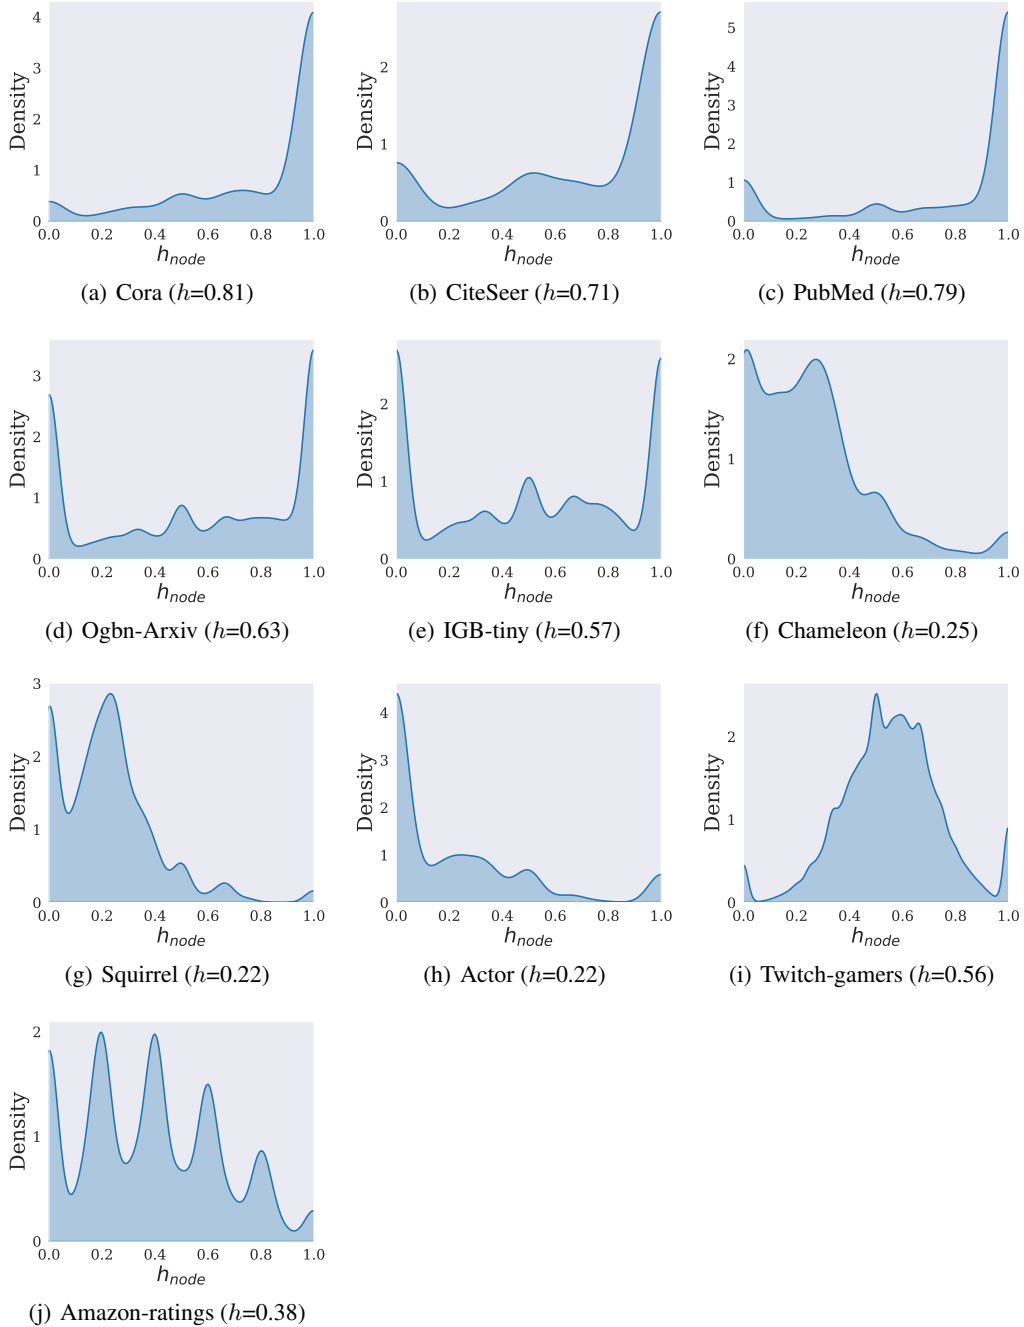 4
3
2
1
0
Density
0.0 0.2 0.4 0.6 0.8 1.0
h_node
(a) Cora (h=0.81)
2
1
0
Density
0.0 0.2 0.4 0.6 0.8 1.0
h_node
(b) CiteSeer (h=0.71)
5
4
3
2
1
0
Density
0.0 0.2 0.4 0.6 0.8 1.0
h_node
(c) PubMed (h=0.79)
3
2
1
0
Density
0.0 0.2 0.4 0.6 0.8 1.0
h_node
(d) Ogbn-Arxiv (h=0.63)
2
1
0
Density
0.0 0.2 0.4 0.6 0.8 1.0
h_node
(e) IGB-tiny (h=0.57)
2
1
0
Density
0.0 0.2 0.4 0.6 0.8 1.0
h_node
(f) Chameleon (h=0.25)
3
2
1
0
Density
0.0 0.2 0.4 0.6 0.8 1.0
h_node
(g) Squirrel (h=0.22)
4
3
2
1
0
Density
0.0 0.2 0.4 0.6 0.8 1.0
h_node
(h) Actor (h=0.22)
2
1
0
Density
0.0 0.2 0.4 0.6 0.8 1.0
h_node
(i) Twitch-gamers (h=0.56)
2
1
0
Density
0.0 0.2 0.4 0.6 0.8 1.0
h_node
(j) Amazon-ratings (h=0.38)